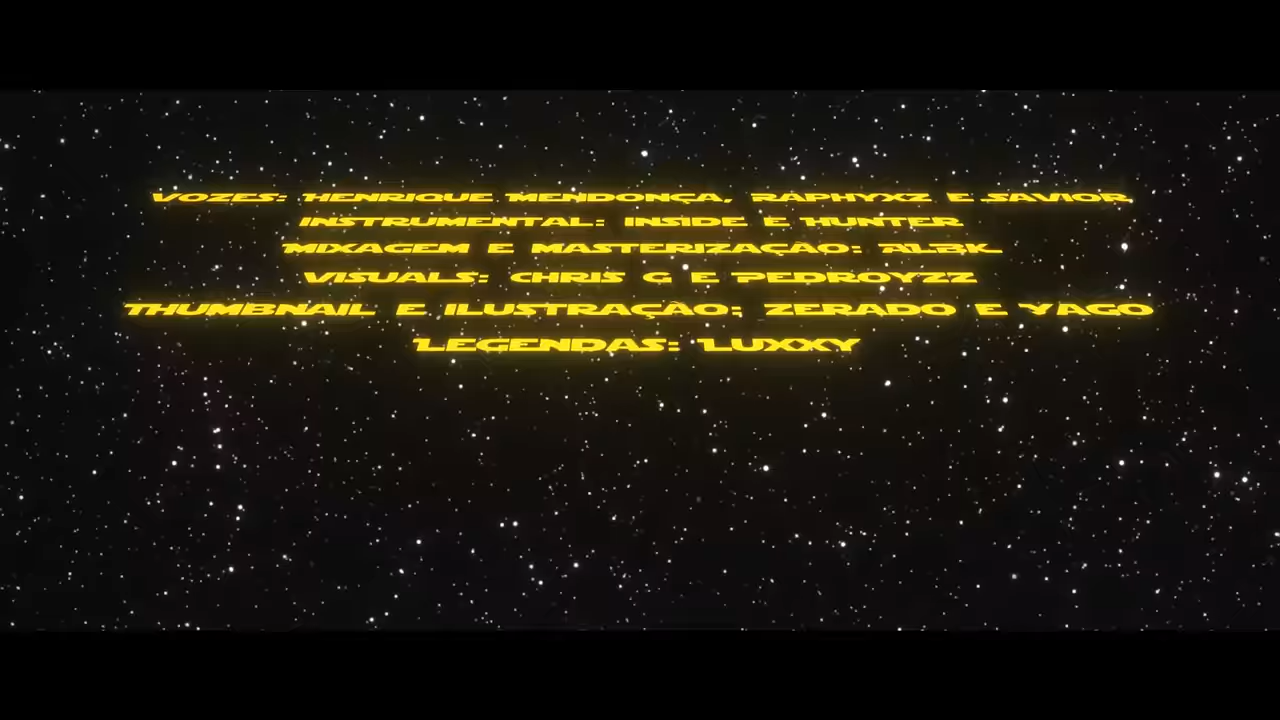 Vozes: Henrique Mendonça, Raphyxz e Savior
Instrumental: Inside e Hunter
Mixagem e Masterização: ALBK
Visuals: Chris G e Pedroyzz
Thumbnail e Ilustração: Zerado e Yago
Legendas: Luxxy